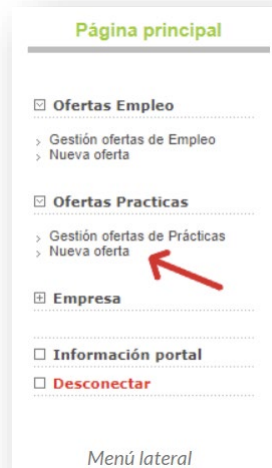 Página principal
Ofertas Empleo
Gestión ofertas de Empleo
Nueva oferta
Ofertas Practicas
Gestión ofertas de Prácticas
Nueva oferta
Empresa
Información portal
Desconectar
Menú lateral